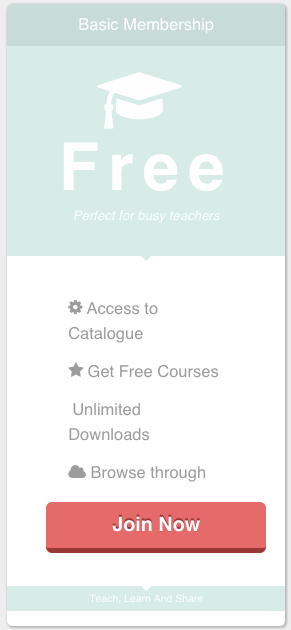 Basic Membership
Free
Perfect for busy teachers
Access to
Catalogue
Get Free Courses
Unlimited
Downloads
Browse through
Join Now
Teach, Learn And Share